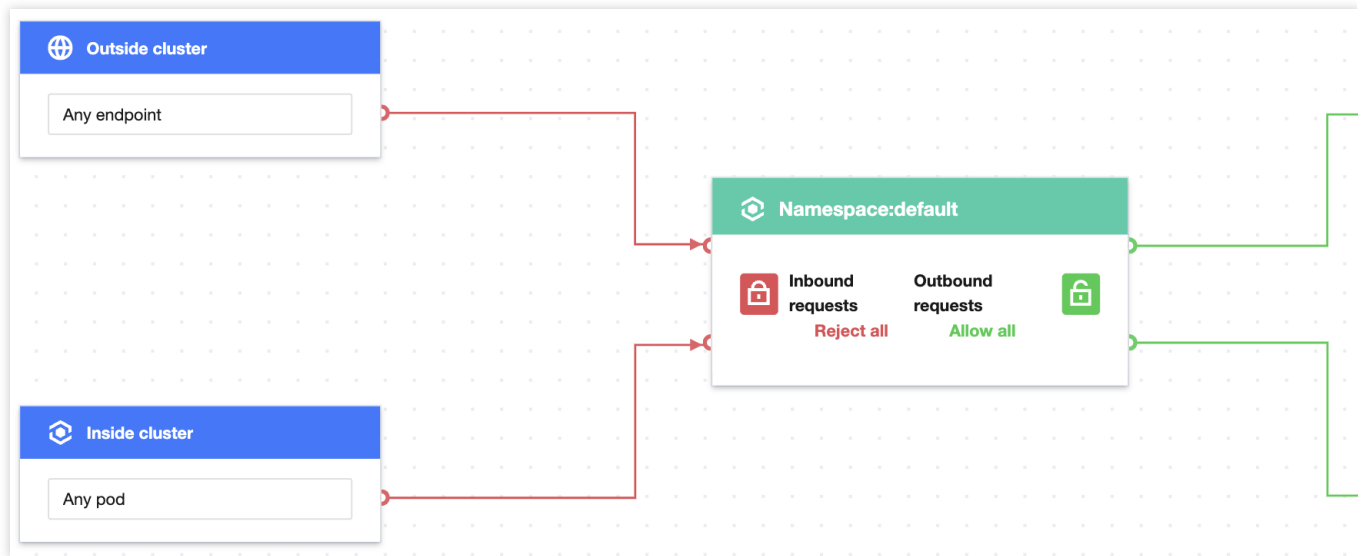 Outside cluster
Any endpoint
Namespace:default
Inbound
requests
Reject all
Outbound
requests
Allow all
Inside cluster
Any pod